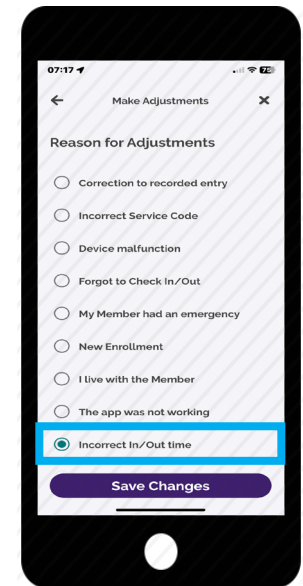 07:17
75
Make Adjustments
Reason for Adjustments
Correction to recorded entry
Incorrect Service Code
Device malfunction
Forgot to Check In/Out
My Member had an emergency
New Enrollment
I live with the Member
The app was not working
Incorrect In/Out time
Save Changes